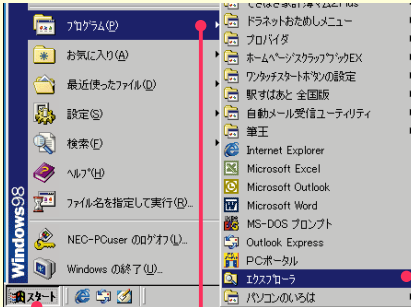 プログラム(P)
お気に入り(A)
最近使ったファイル(D)
設定(S)
検索(F)
ヘルプ(H)
ファイル名を指定して実行(R)...
NEC-PCuser のログオフ(L)...
Windows の終了(U)...
Windows98
スタート
ドラネットおためしメニュー
プロバイダ
ホームページスクラップブックEX
ワンタッチスタートボタンの設定
駅すぱあと 全国版
自動メール受信ユーティリティ
筆王
Internet Explorer
Microsoft Excel
Microsoft Outlook
Microsoft Word
MS-DOS プロンプト
Outlook Express
PCポータル
エクスプローラ
パソコンのいろは